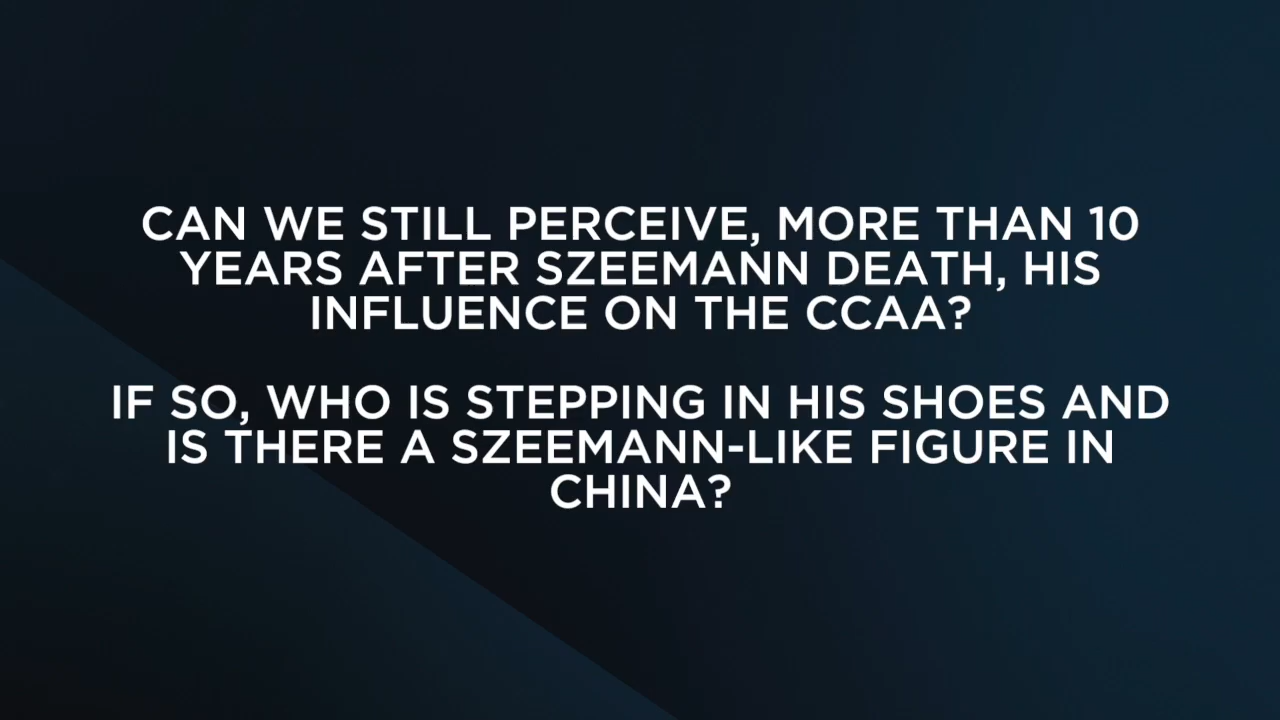 CAN WE STILL PERCEIVE, MORE THAN 10
YEARS AFTER SZEEMANN DEATH, HIS
INFLUENCE ON THE CCAA?
IF SO, WHO IS STEPPING IN HIS SHOES AND
IS THERE A SZEEMANN-LIKE FIGURE IN
CHINA?